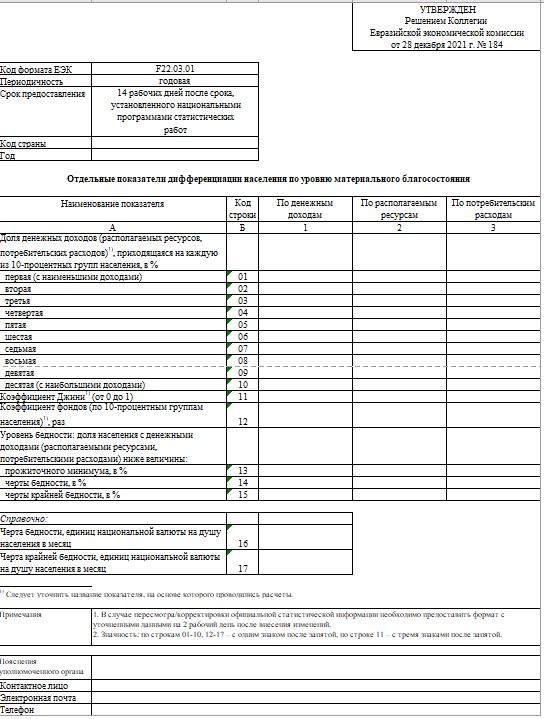 УТВЕРЖДЕН
Решением Коллегии
Евразийской экономической комиссии
от 28 декабря 2021 г. № 184
Код формата ЕЭК F22.03.01
Периодичность годовая
Срок предоставления 14 рабочих дней после срока,
установленного национальными
программами статистических
работ
Код страны
Год
Отдельные показатели дифференциации населения по уровню материального благосостояния
Наименование показателя Код строки По денежным доходам По располагаемым ресурсам По потребительским расходам
А Б 1 2 3
Доля денежных доходов (располагаемых ресурсов,
потребительских расходов)1), приходящаяся на каждую
из 10-процентных групп населения, в %
первая (с наименьшими доходами) 01
вторая 02
третья 03
четвертая 04
пятая 05
шестая 06
седьмая 07
восьмая 08
девятая 09
десятая (с наибольшими доходами) 10
Коэффициент Джини1) (от 0 до 1) 11
Коэффициент фондов (по 10-процентным группам
населения)1), раз 12
Уровень бедности: доля населения с денежными
доходами (располагаемыми ресурсами,
потребительскими расходами) ниже величины:
прожиточного минимума, в % 13
черты бедности, в % 14
черты крайней бедности, в % 15
Справочно:
Черта бедности, единиц национальной валюты на душу
населения в месяц 16
Черта крайней бедности, единиц национальной валюты
на душу населения в месяц 17
1) Следует уточнить название показателя, на основе которого проводились расчеты.
Примечания 1. В случае пересмотра/корректировки официальной статистической информации необходимо предоставить формат с
уточненными данными на 2 рабочий день после внесения изменений.
2. Значность: по строкам 01-10, 12-17 – с одним знаком после запятой, по строке 11 – с тремя знаками после запятой.
Пояснения
уполномоченного органа
Контактное лицо
Электронная почта
Телефон